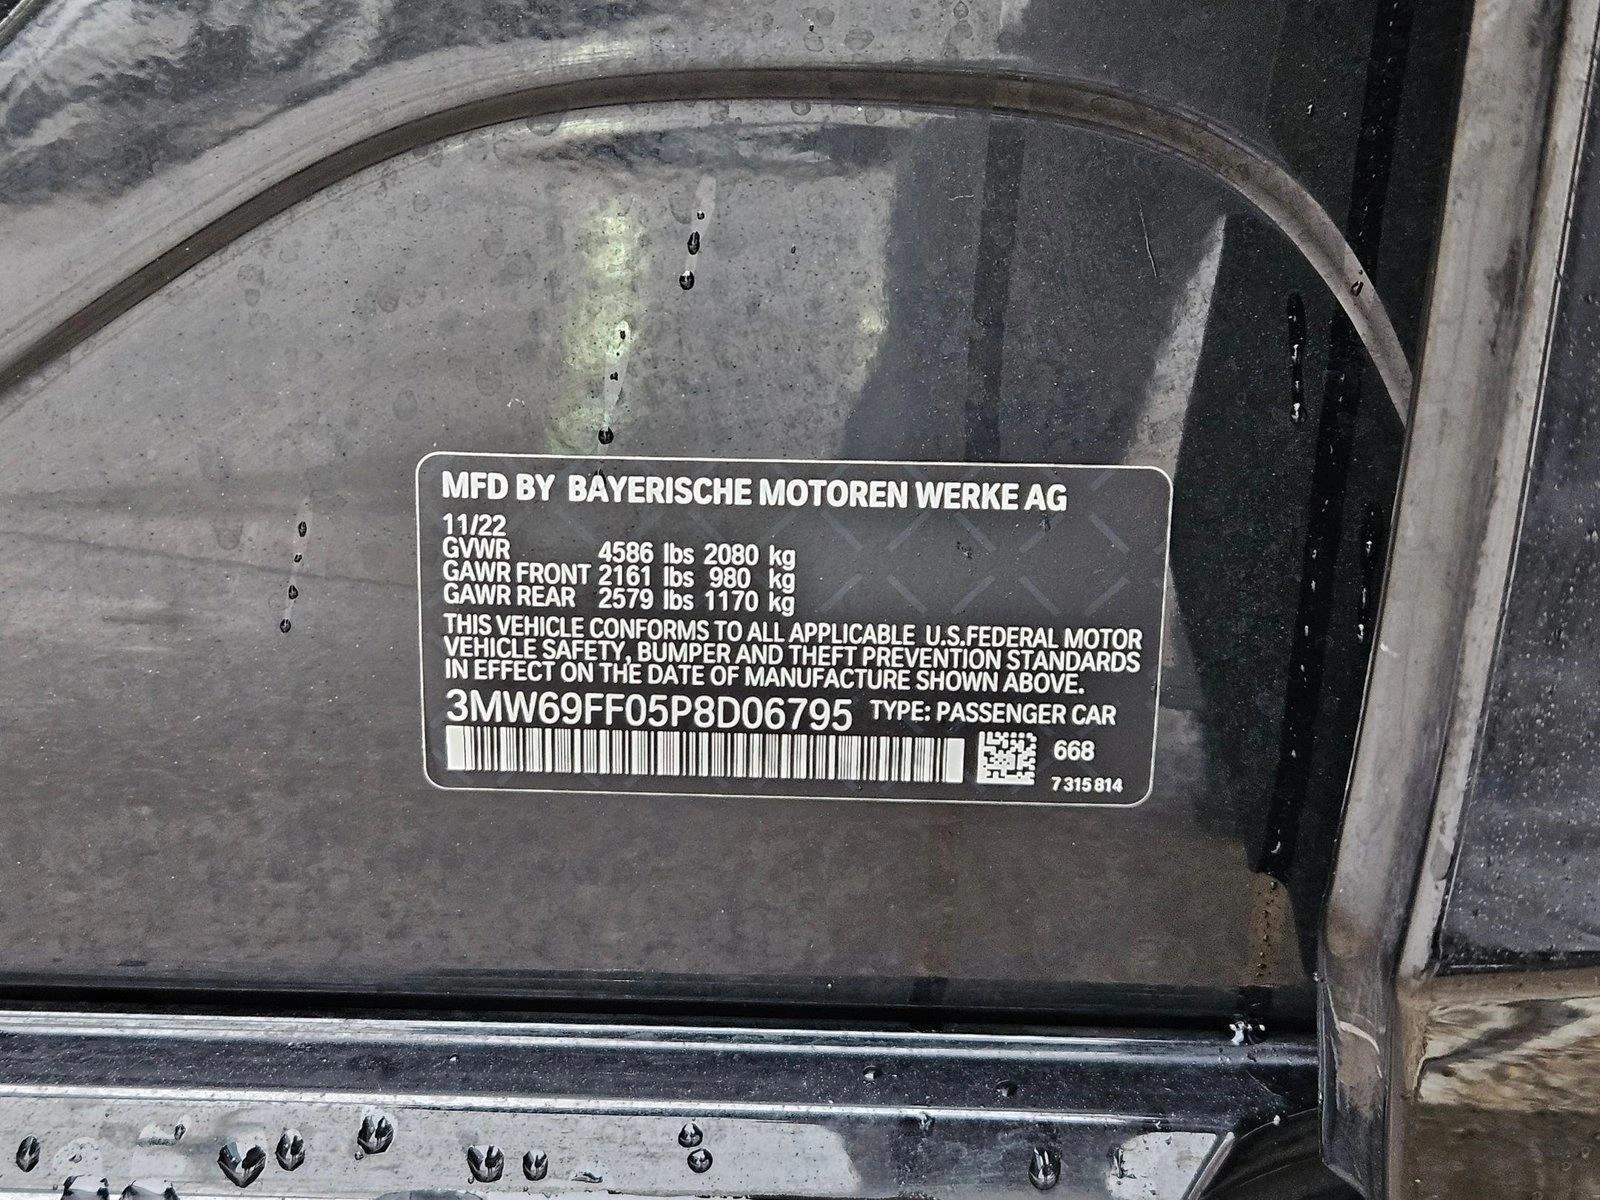 MFD BY BAYERISCHE MOTOREN WERKE AG
11/22
GVWR 4586 lbs 2080 kg
GAWR FRONT 2161 lbs 980 kg
GAWR REAR 2579 lbs 1170 kg
THIS VEHICLE CONFORMS TO ALL APPLICABLE U.S.FEDERAL MOTOR
VEHICLE SAFETY, BUMPER AND THEFT PREVENTION STANDARDS
IN EFFECT ON THE DATE OF MANUFACTURE SHOWN ABOVE.
3MW69FF05P8D06795 TYPE: PASSENGER CAR
668
7 315 814